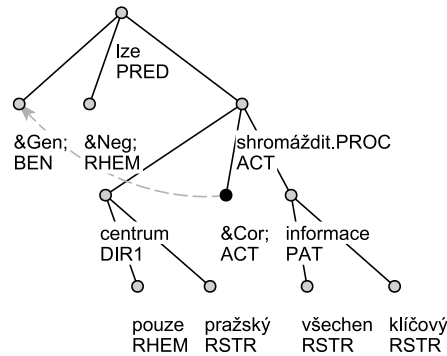 lze
PRED
&Gen; &Neg; shromáždit.PROC
BEN RHEM ACT
centrum &Cor; informace
DIR1 ACT PAT
pouze pražský všechen klíčový
RHEM RSTR RSTR RSTR